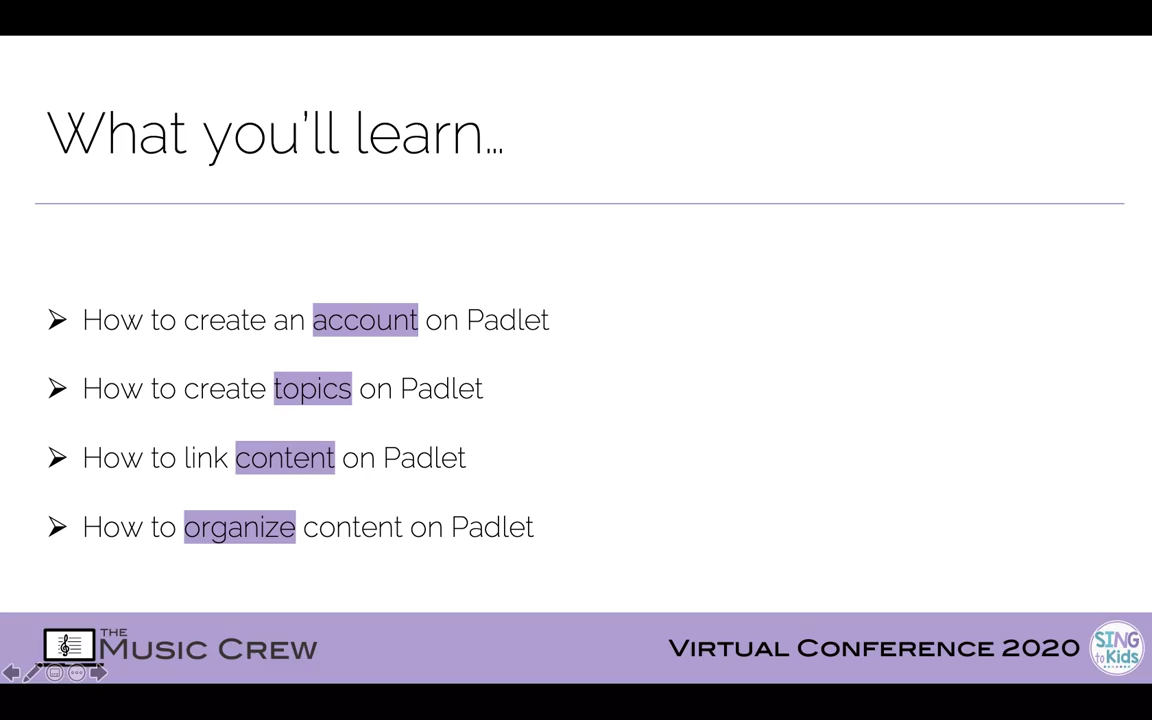 What you'll learn...
➢ How to create an account on Padlet
➢ How to create topics on Padlet
➢ How to link content on Padlet
➢ How to organize content on Padlet
THE
MUSIC CREW
VIRTUAL CONFERENCE 2020
SING
to Kids